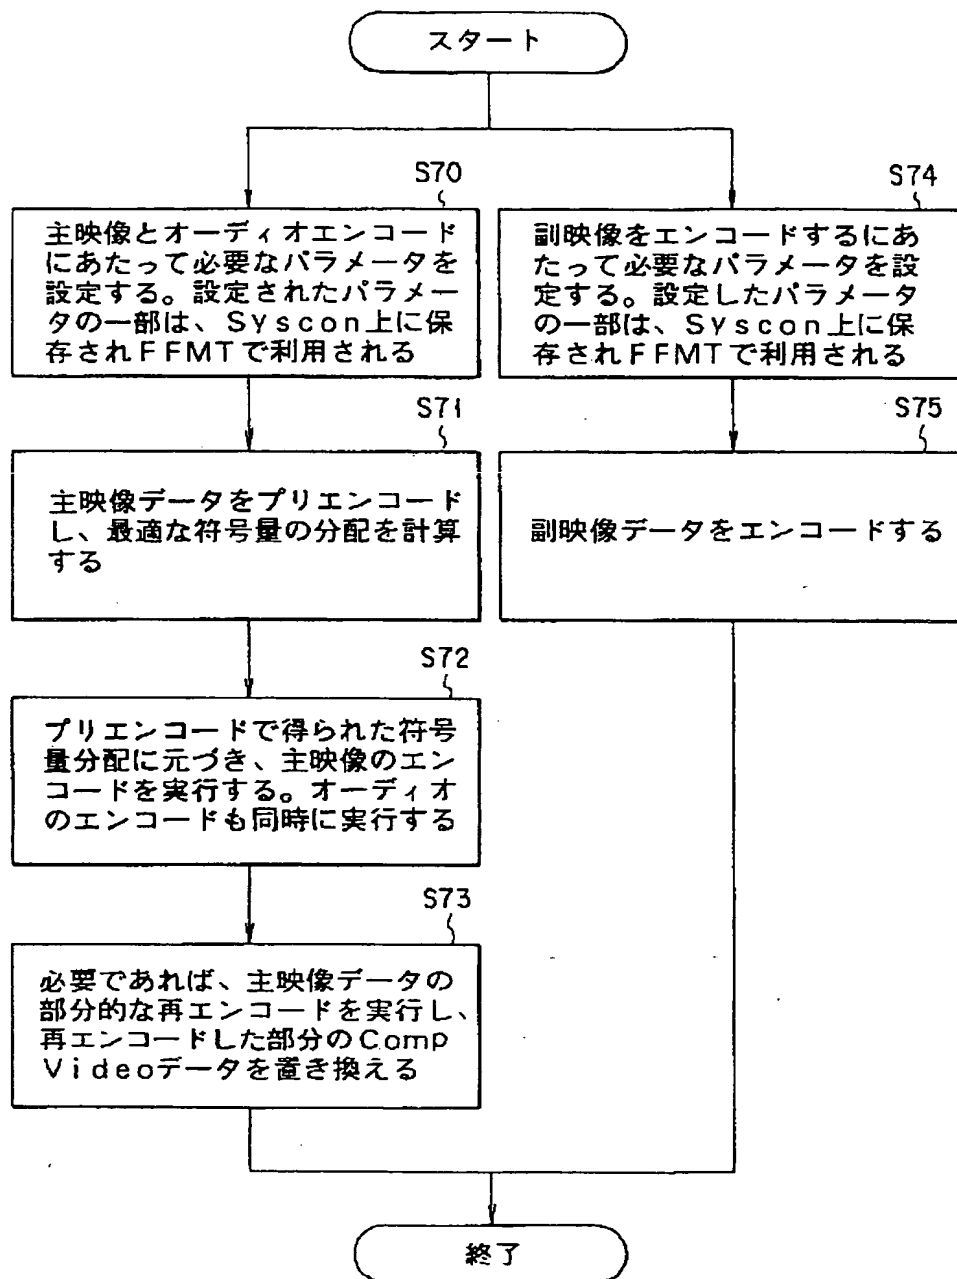 スタート
S70
主映像とオーディオエンコード
にあたって必要なパラメータを
設定する。設定されたパラメー
タの一部は、Syscon上に保
存されFFMTで利用される
S71
主映像データをプリエンコード
し、最適な符号量の分配を計算
する
S72
プリエンコードで得られた符号
量分配に元づき、主映像のエン
コードを実行する。オーディオ
のエンコードも同時に実行する
S73
必要であれば、主映像データの
部分的な再エンコードを実行し、
再エンコードした部分のComp
Videoデータを置き換える
S74
副映像をエンコードするにあ
たって必要なパラメータを設
定する。設定したパラメータ
の一部は、Syscon上に保
存されFFMTで利用される
S75
副映像データをエンコードする
終了